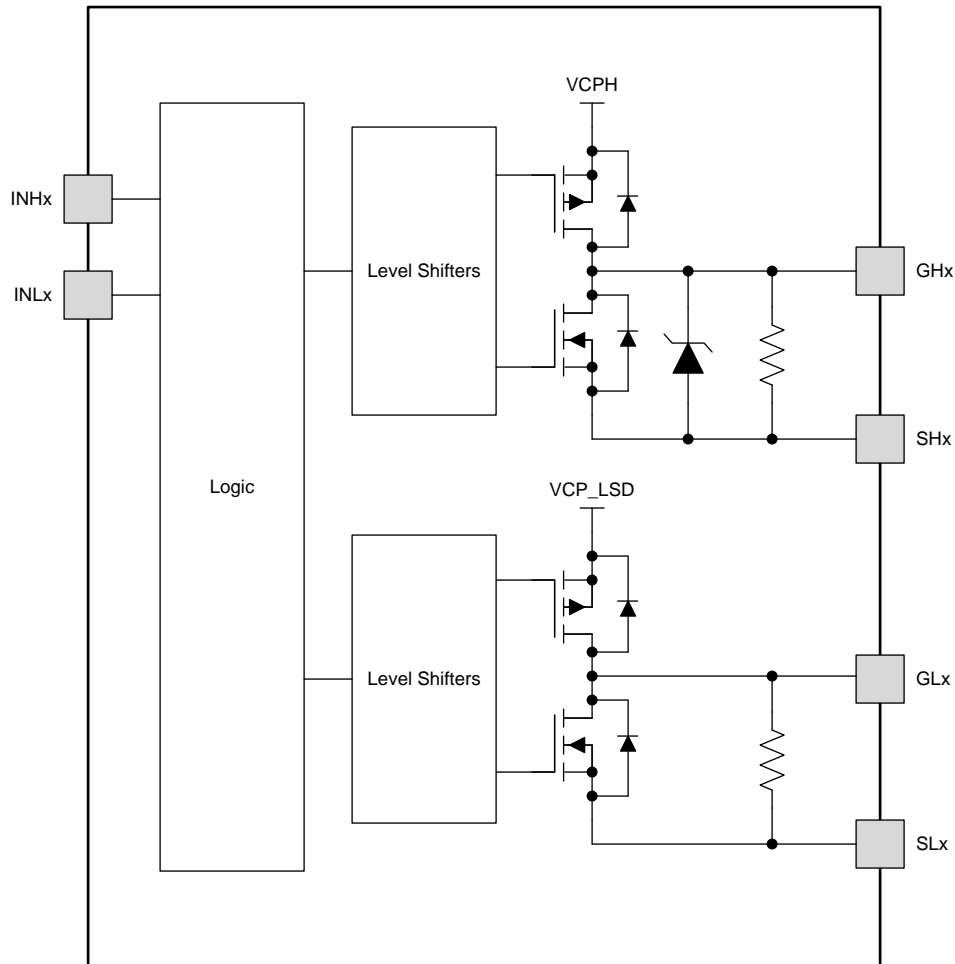 VCPH
INHx
INLx
Level Shifters
GHx
SHx
Logic
VCP_LSD
Level Shifters
GLx
SLx